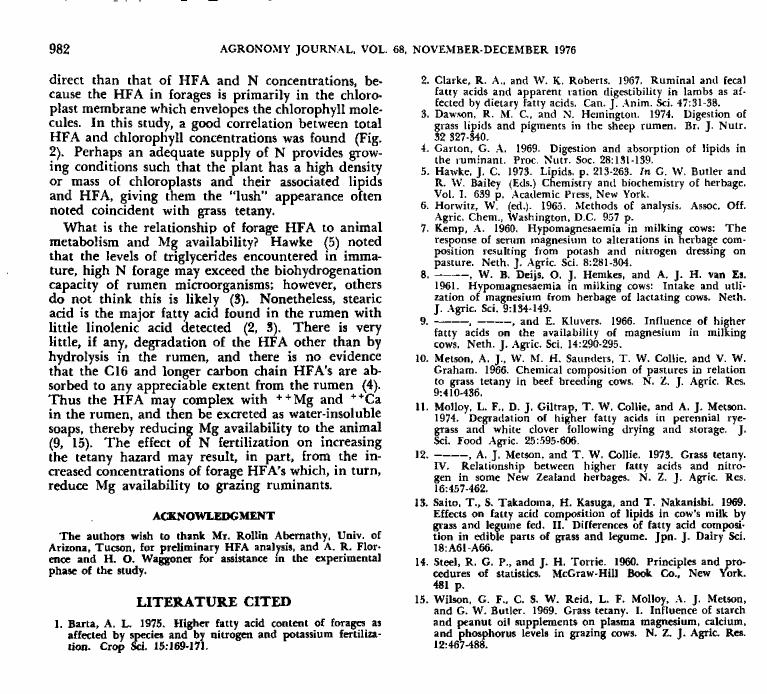 982
AGRONOMY JOURNAL, VOL. 68, NOVEMBER-DECEMBER 1976
direct than that of HFA and N concentrations, be-
cause the HFA in forages is primarily in the chloro-
plast membrane which envelopes the chlorophyll mole-
cules. In this study, a good correlation between total
HFA and chlorophyll concentrations was found (Fig.
2). Perhaps an adequate supply of N provides grow-
ing conditions such that the plant has a high density
or mass of chloroplasts and their associated lipids
and HFA, giving them the "lush" appearance often
noted coincident with grass tetany.
What is the relationship of forage HFA to animal
metabolism and Mg availability? Hawke (5) noted
that the levels of triglycerides encountered in imma-
ture, high N forage may exceed the biohydrogenation
capacity of rumen microorganisms; however, others
do not think this is likely (3). Nonetheless, stearic
acid is the major fatty acid found in the rumen with
little linolenic acid detected (2, 3). There is very
little, if any, degradation of the HFA other than by
hydrolysis in the rumen, and there is no evidence
that the C16 and longer carbon chain HFA's are ab-
sorbed to any appreciable extent from the rumen (4).
Thus the HFA may complex with ++Mg and ++Ca
in the rumen, and then be excreted as water-insoluble
soaps, thereby reducing Mg availability to the animal
(9, 15). The effect of N fertilization on increasing
the tetany hazard may result, in part, from the in-
creased concentrations of forage HFA's which, in turn,
reduce Mg availability to grazing ruminants.
ACKNOWLEDGMENT
The authors wish to thank Mr. Rollin Abernathy, Univ. of
Arizona, Tucson, for preliminary HFA analysis, and A. R. Flor-
ence and H. O. Waggoner for assistance in the experimental
phase of the study.
LITERATURE CITED
1. Barta, A. L. 1975. Higher fatty acid content of forages as
affected by species and by nitrogen and potassium fertiliza-
tion. Crop Sci. 15:169-171.
2. Clarke, R. A., and W. K. Roberts. 1967. Ruminal and fecal
fatty acids and apparent ration digestibility in lambs as af-
fected by dietary fatty acids. Can. J. Anim. Sci. 47:31-38.
3. Dawson, R. M. C., and N. Hemington. 1974. Digestion of
grass lipids and pigments in the sheep rumen. Br. J. Nutr.
32 327-340.
4. Garton, G. A. 1969. Digestion and absorption of lipids in
the ruminant. Proc. Nutr. Soc. 28:131-139.
5. Hawke, J. C. 1973. Lipids. p. 213-263. In G. W. Butler and
R. W. Bailey (Eds.) Chemistry and biochemistry of herbage.
Vol. I. 639 p. Academic Press, New York.
6. Horwitz, W. (ed.). 1965. Methods of analysis. Assoc. Off.
Agric. Chem., Washington, D.C. 957 p.
7. Kemp, A. 1960. Hypomagnesaemia in milking cows: The
response of serum magnesium to alterations in herbage com-
position resulting from potash and nitrogen dressing on
pasture. Neth. J. Agric. Sci. 8:281-304.
8. ----, W. B. Deijs, O. J. Hemkes, and A. J. H. van Es.
1961. Hypomagnesaemia in milking cows: Intake and utli-
zation of magnesium from herbage of lactating cows. Neth.
J. Agric. Sci. 9:134-149.
9. ----, ----, and E. Kluvers. 1966. Influence of higher
fatty acids on the availability of magnesium in milking
cows. Neth. J. Agric. Sci. 14:290-295.
10. Metson, A. J., W. M. H. Saunders, T. W. Collie, and V. W.
Graham. 1966. Chemical composition of pastures in relation
to grass tetany in beef breeding cows. N. Z. J. Agric. Res.
9:410-436.
11. Molloy, L. F., D. J. Giltrap, T. W. Collie, and A. J. Metson.
1974. Degradation of higher fatty acids in perennial rye-
grass and white clover following drying and storage. J.
Sci. Food Agric. 25:595-606.
12. ----, A. J. Metson, and T. W. Collie. 1973. Grass tetany.
IV. Relationship between higher fatty acids and nitro-
gen in some New Zealand herbages. N. Z. J. Agric. Res.
16:457-462.
13. Saito, T., S. Takadoma, H. Kasuga, and T. Nakanishi. 1969.
Effects on fatty acid composition of lipids in cow's milk by
grass and legume fed. II. Differences of fatty acid composi-
tion in edible parts of grass and legume. Jpn. J. Dairy Sci.
18:A61-A66.
14. Steel, R. G. P., and J. H. Torrie. 1960. Principles and pro-
cedures of statistics. McGraw-Hill Book Co., New York.
481 p.
15. Wilson, G. F., C. S. W. Reid, L. F. Molloy, A. J. Metson,
and G. W. Butler. 1969. Grass tetany. I. Influence of starch
and peanut oil supplements on plasma magnesium, calcium,
and phosphorus levels in grazing cows. N. Z. J. Agric. Res.
12:467-488.